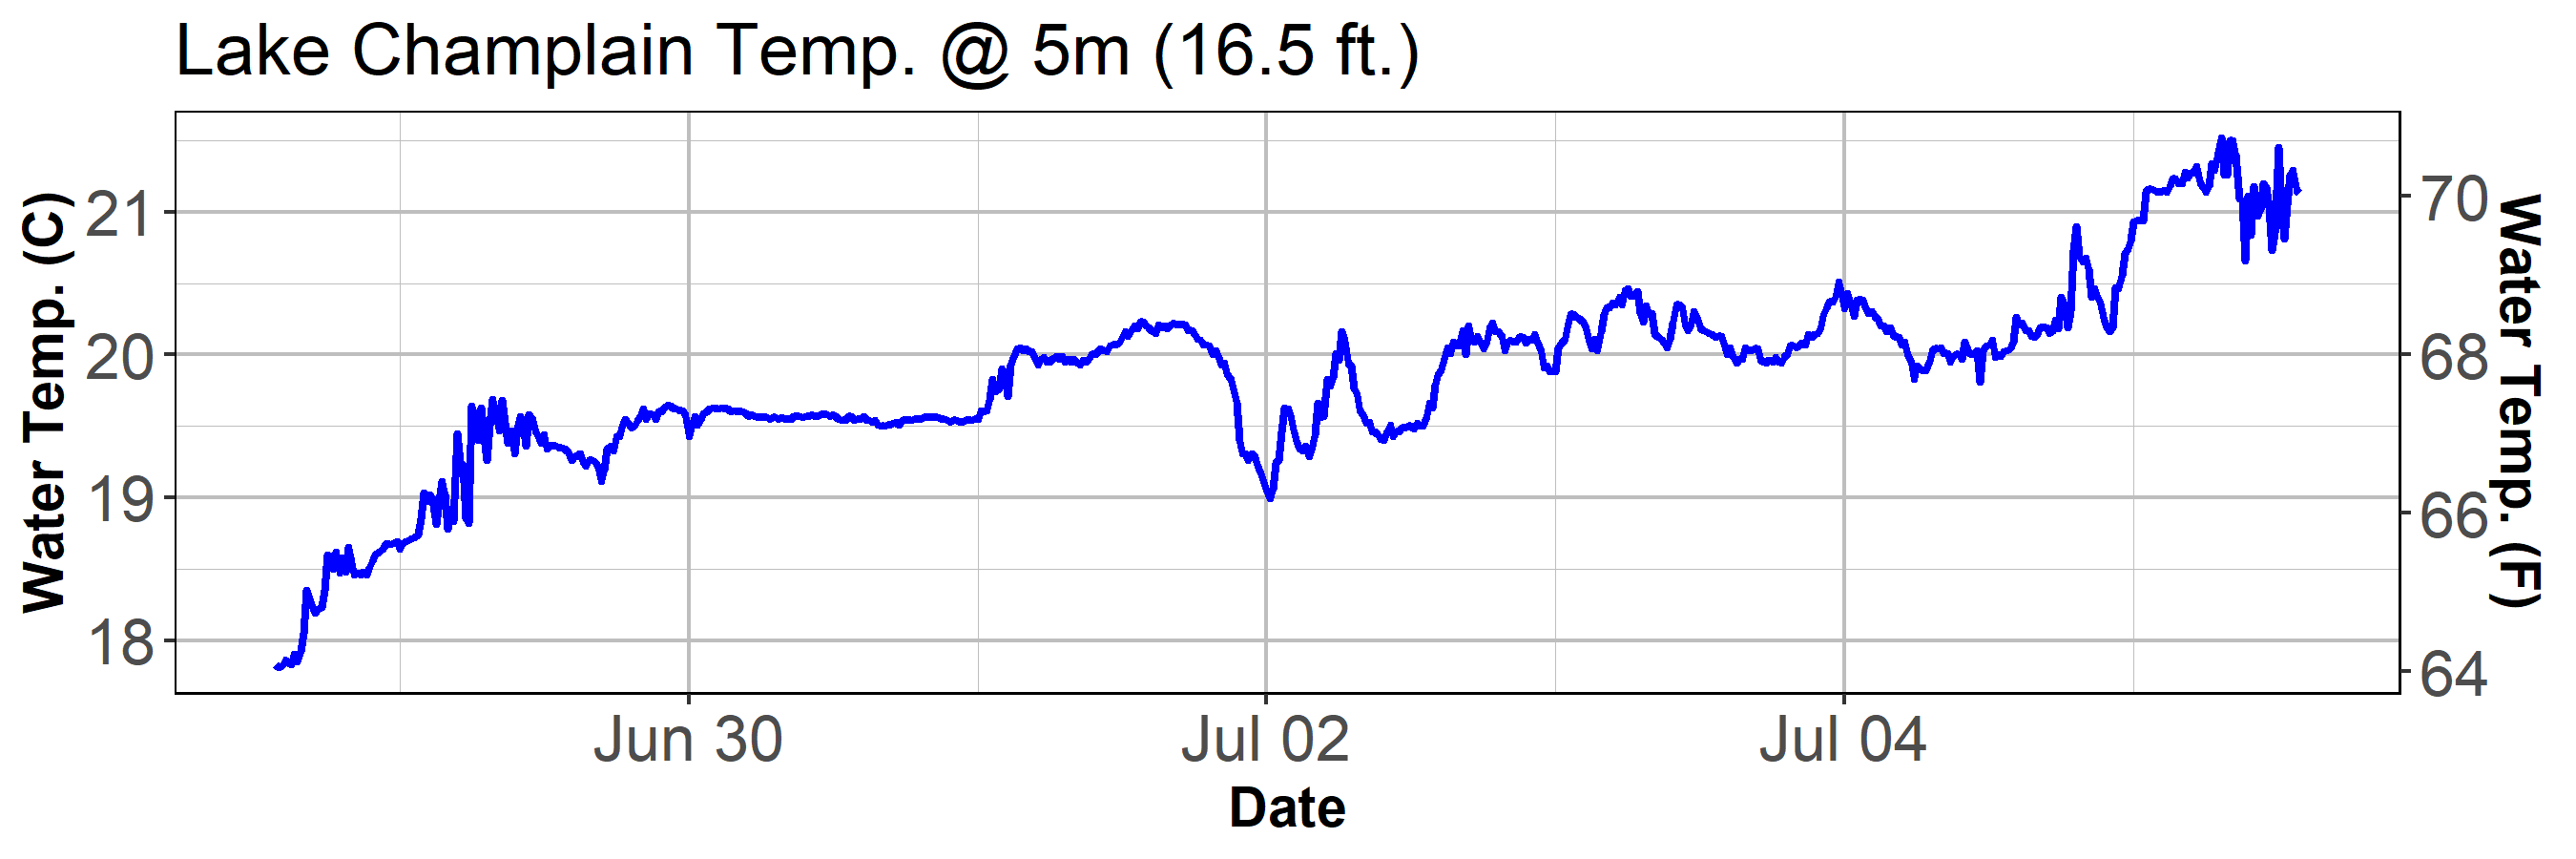 Lake Champlain Temp. @ 5m (16.5 ft.)
Water Temp. (C)
21
20
19
18
70
68
66
64
Water Temp. (F)
Jun 30
Jul 02
Jul 04
Date